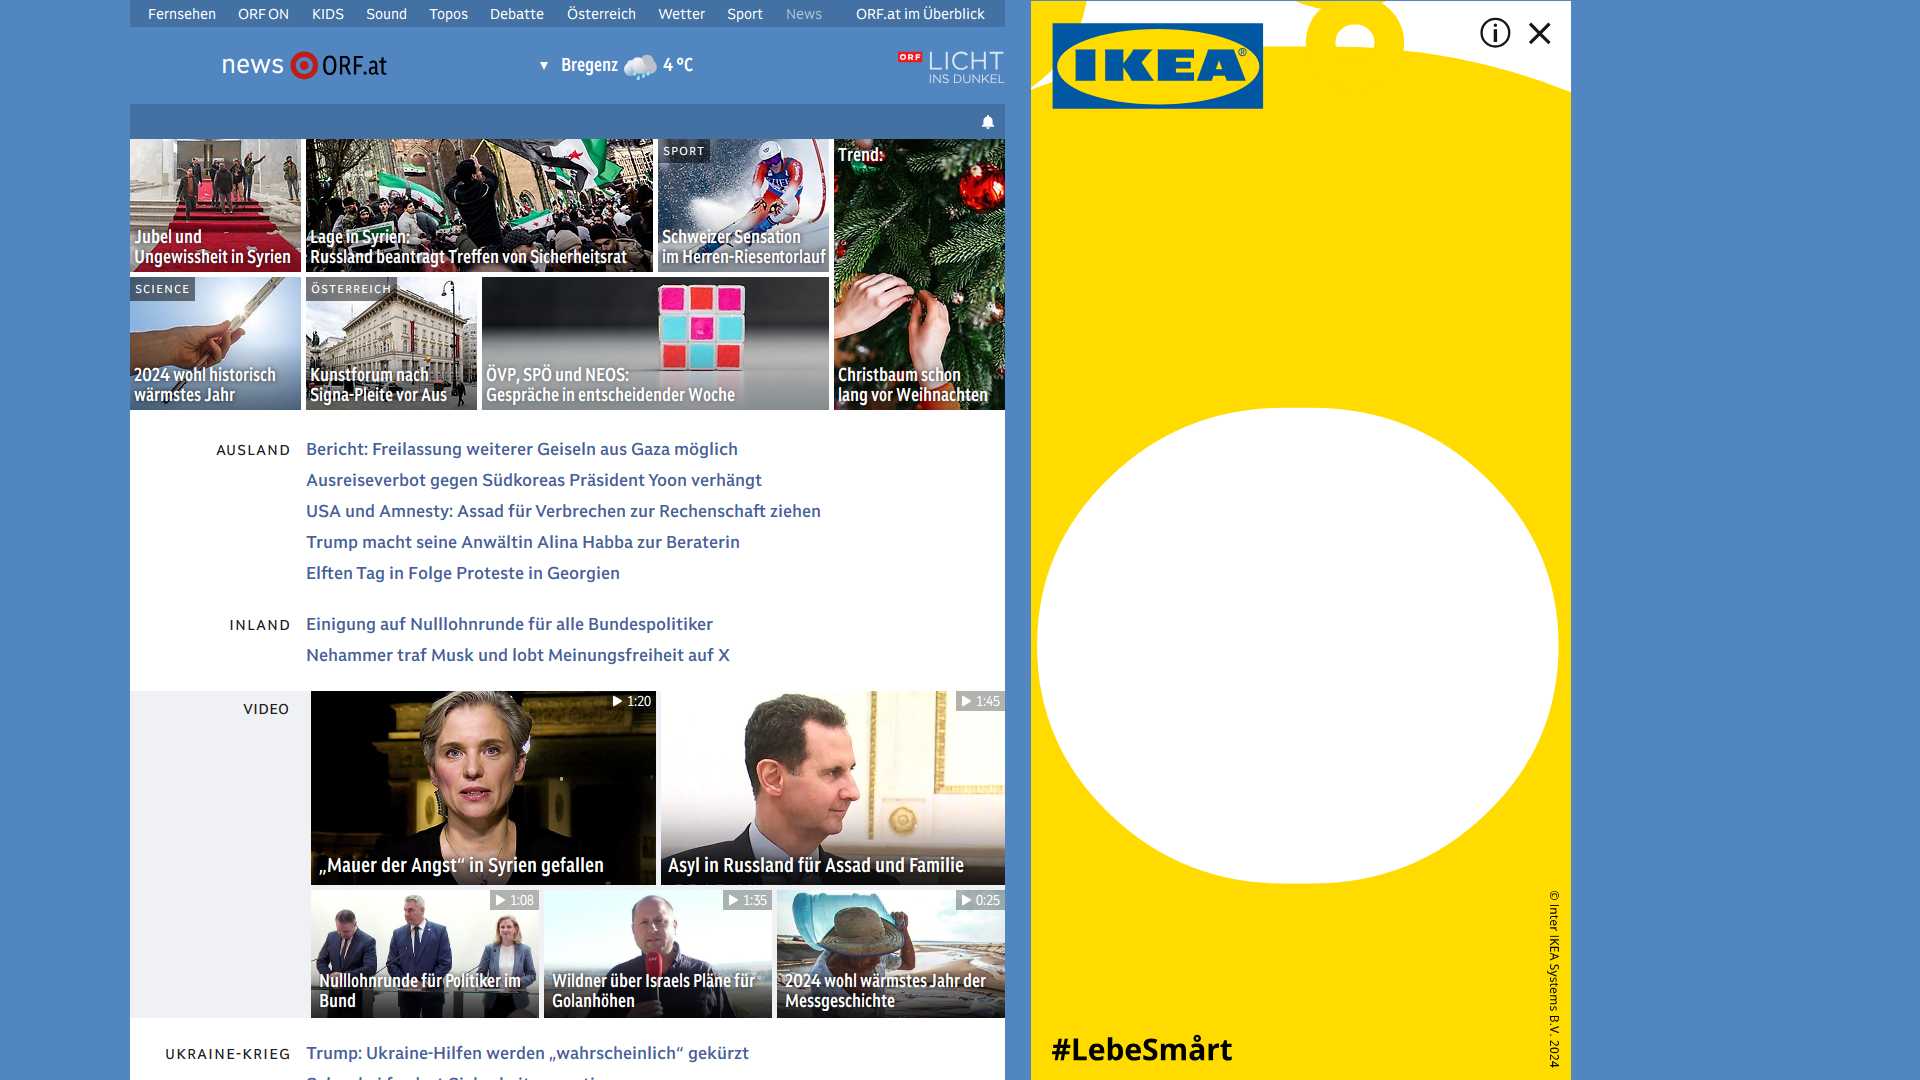 Fernsehen ORF ON KIDS Sound Topos Debatte Österreich Wetter Sport News ORF.at im Überblick
news ORF.at
▼ Bregenz 4 °C
ORF LICHT
INS DUNKEL
Jubel und
Ungewissheit in Syrien
Lage in Syrien:
Russland beantragt Treffen von Sicherheitsrat
SPORT
Schweizer Sensation
im Herren-Riesentorlauf
Trend:
Christbaum schon
lang vor Weihnachten
SCIENCE
2024 wohl historisch
wärmstes Jahr
ÖSTERREICH
Kunstforum nach
Signa-Pleite vor Aus
ÖVP, SPÖ und NEOS:
Gespräche in entscheidender Woche
AUSLAND
Bericht: Freilassung weiterer Geiseln aus Gaza möglich
Ausreiseverbot gegen Südkoreas Präsident Yoon verhängt
USA und Amnesty: Assad für Verbrechen zur Rechenschaft ziehen
Trump macht seine Anwältin Alina Habba zur Beraterin
Elften Tag in Folge Proteste in Georgien
INLAND
Einigung auf Nulllohnrunde für alle Bundespolitiker
Nehammer traf Musk und lobt Meinungsfreiheit auf X
VIDEO
1:20
„Mauer der Angst“ in Syrien gefallen
1:45
Asyl in Russland für Assad und Familie
1:08
Nulllohnrunde für Politiker im
Bund
1:35
Wildner über Israels Pläne für
Golanhöhen
0:25
2024 wohl wärmstes Jahr der
Messgeschichte
UKRAINE-KRIEG
Trump: Ukraine-Hilfen werden „wahrscheinlich“ gekürzt
IKEA®
#LebeSmårt
© Inter IKEA Systems B.V. 2024